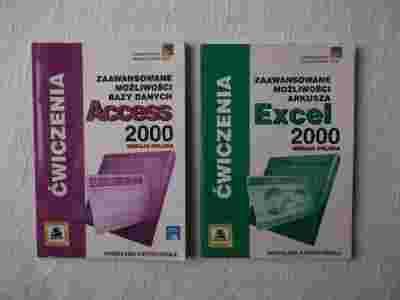 ĆWICZENIA
ZAAWANSOWANE
MOŻLIWOŚCI
BAZY DANYCH
Access
2000
WERSJA POLSKA
ĆWICZENIA
ZAAWANSOWANE
MOŻLIWOŚCI
ARKUSZA
Excel
2000
WERSJA POLSKA